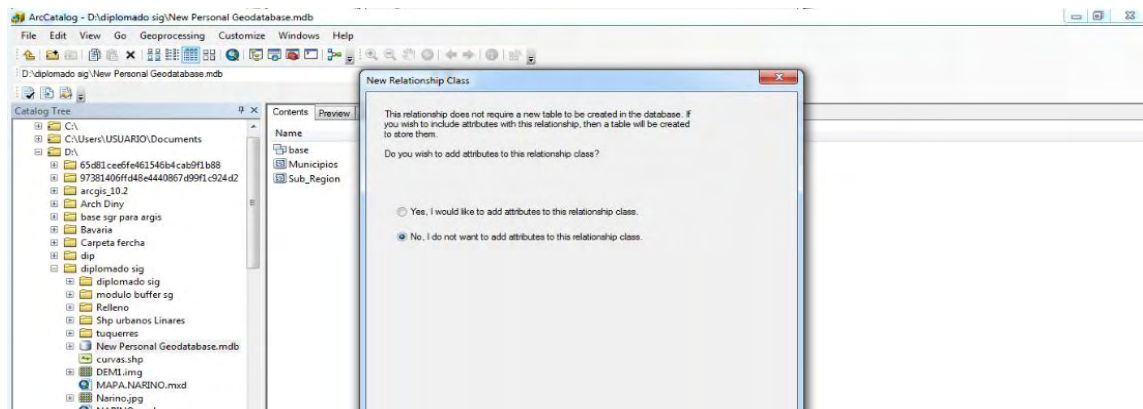 ArcCatalog - D:\diplomado sig\New Personal Geodatabase.mdb
File Edit View Go Geoprocessing Customize Windows Help
D:\diplomado sig\New Personal Geodatabase.mdb
Catalog Tree
C:\
C:\Users\USUARIO\Documents
D:\
65d81cee6fe461546b4cab9f1b88
97381406ffd48e4440867d99f1c924d2
arcgis_10.2
Arch Diny
base sgr para argis
Bavaria
Carpeta fercha
dip
diplomado sig
diplomado sig
modulo buffer sg
Relleno
Shp urbanos Linares
tuquerres
New Personal Geodatabase.mdb
curvas.shp
DEM1.img
MAPA.NARINO.mxd
Narino.jpg
Contents Preview
Name
base
Municipios
Sub_Region
New Relationship Class
This relationship does not require a new table to be created in the database. If
you wish to include attributes with this relationship, then a table will be created
to store them.
Do you wish to add attributes to this relationship class?
Yes, I would like to add attributes to this relationship class.
No, I do not want to add attributes to this relationship class.